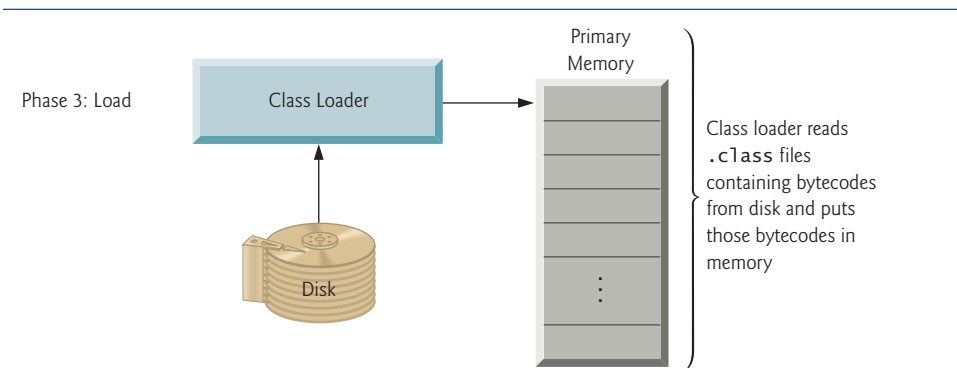 Phase 3: Load
Class Loader
Disk
Primary
Memory
Class loader reads
.class files
containing bytecodes
from disk and puts
those bytecodes in
memory